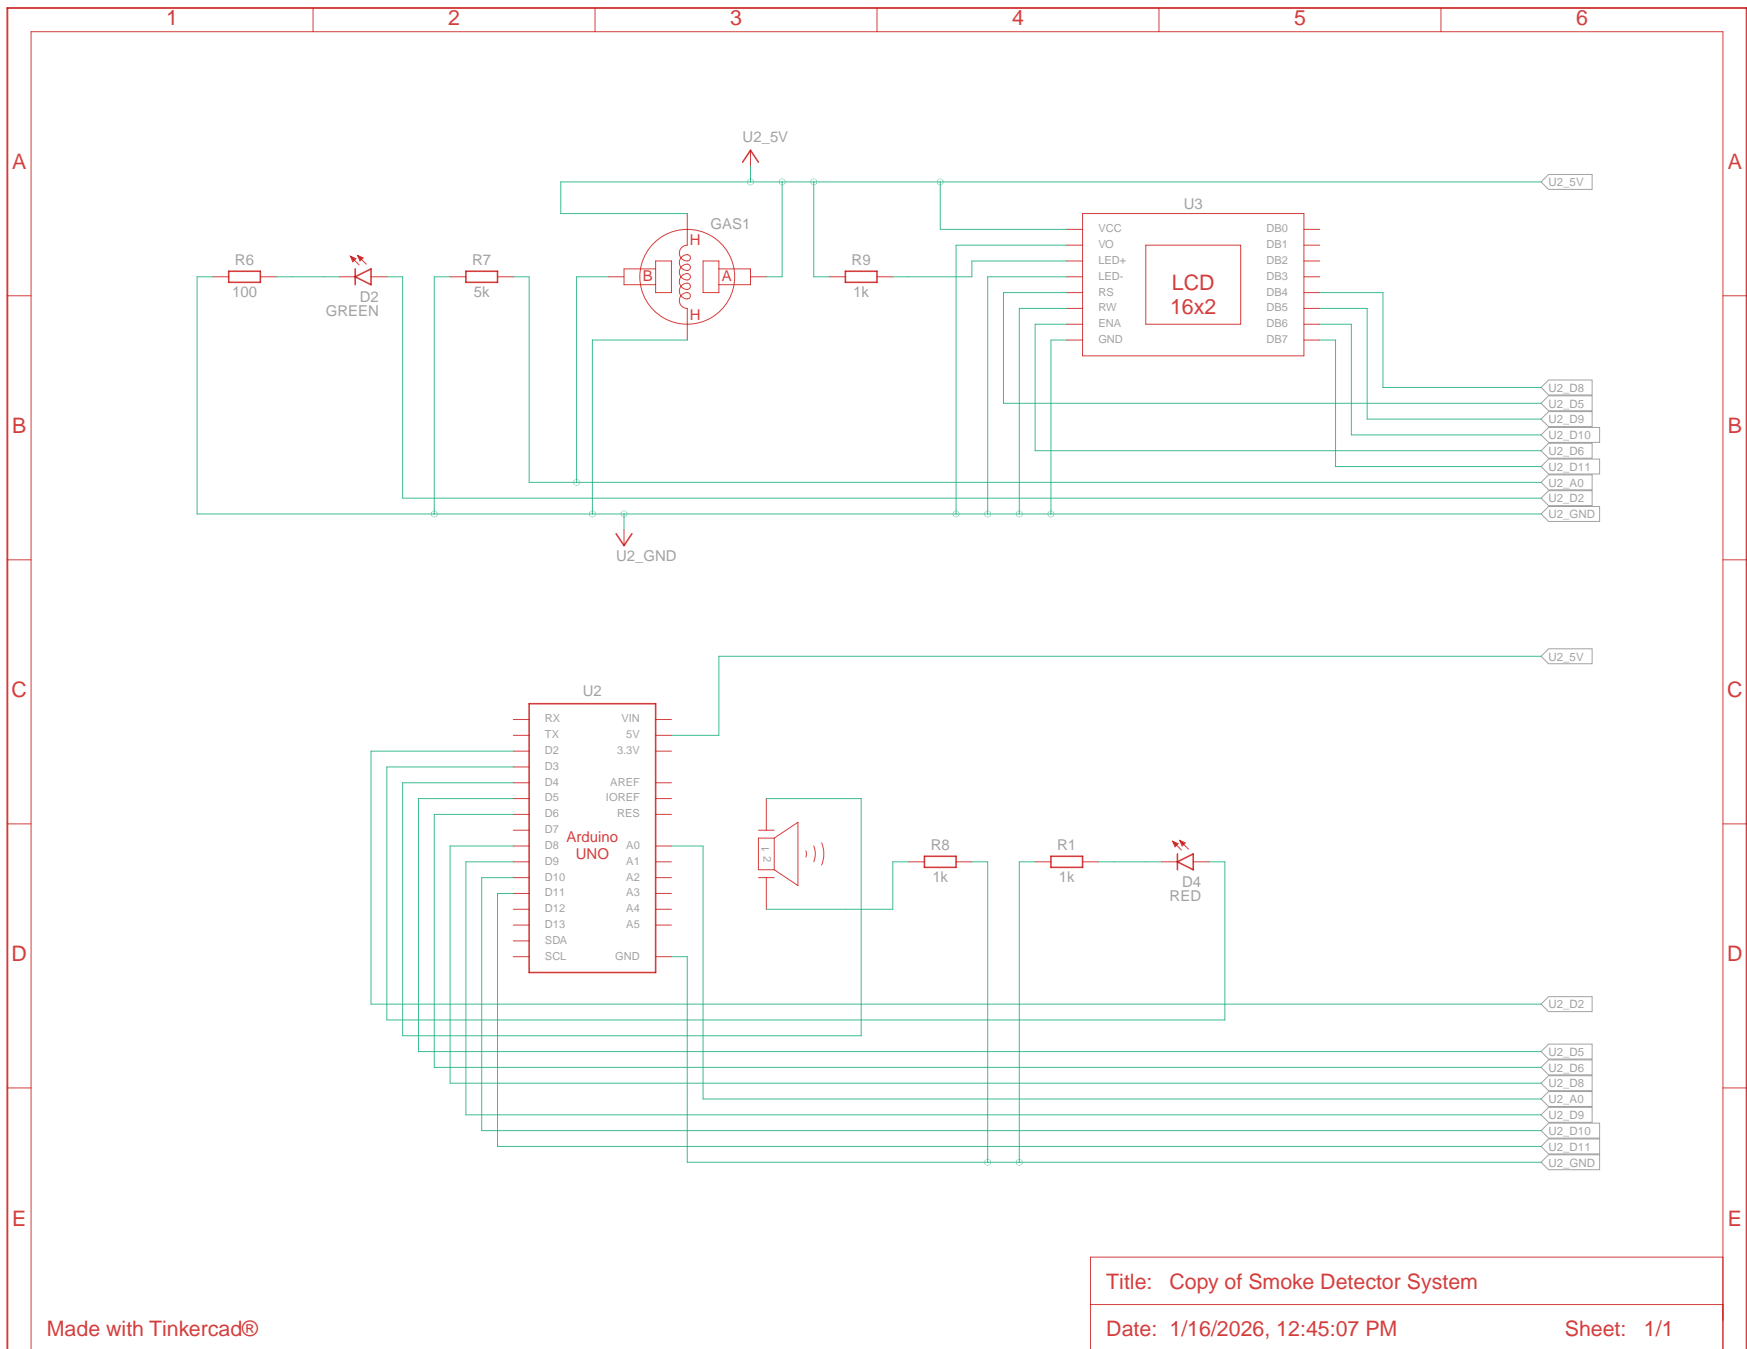 1 2 3 4 5 6
A A
U2_5V
U2_5V
U3
GAS1
H
B A
H
R6
100
D2
GREEN
R7
5k
R9
1k
VCC DB0
VO DB1
LED+ DB2
LED- DB3
RS DB4
RW DB5
ENA DB6
GND DB7
LCD
16x2
B B
U2_D8
U2_D5
U2_D9
U2_D10
U2_D6
U2_D11
U2_A0
U2_D2
U2_GND
U2_GND
C C
U2_5V
U2
RX VIN
TX 5V
D2 3.3V
D3
D4 AREF
D5 IOREF
D6 RES
D7
D8 A0
D9 A1
D10 A2
D11 A3
D12 A4
D13 A5
SDA
SCL GND
Arduino
UNO
1 2
R8
1k
R1
1k
D4
RED
D D
U2_D2
U2_D5
U2_D6
U2_D8
U2_A0
U2_D9
U2_D10
U2_D11
U2_GND
E E
Title: Copy of Smoke Detector System
Made with Tinkercad®
Date: 1/16/2026, 12:45:07 PM Sheet: 1/1